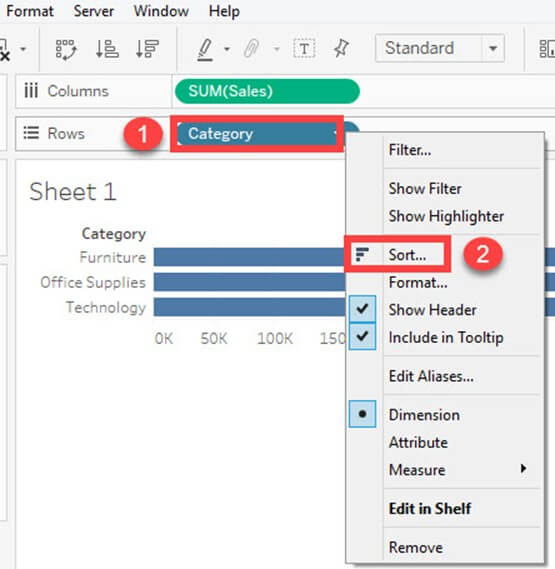 Format Server Window Help
Standard
Columns SUM(Sales)
1
Rows Category
Sheet 1
Category
Furniture
Office Supplies
Technology
0K 50K 100K
Filter...
Show Filter
Show Highlighter
Sort... 2
Format...
Show Header
Include in Tooltip
Edit Aliases...
Dimension
Attribute
Measure
Edit in Shelf
Remove